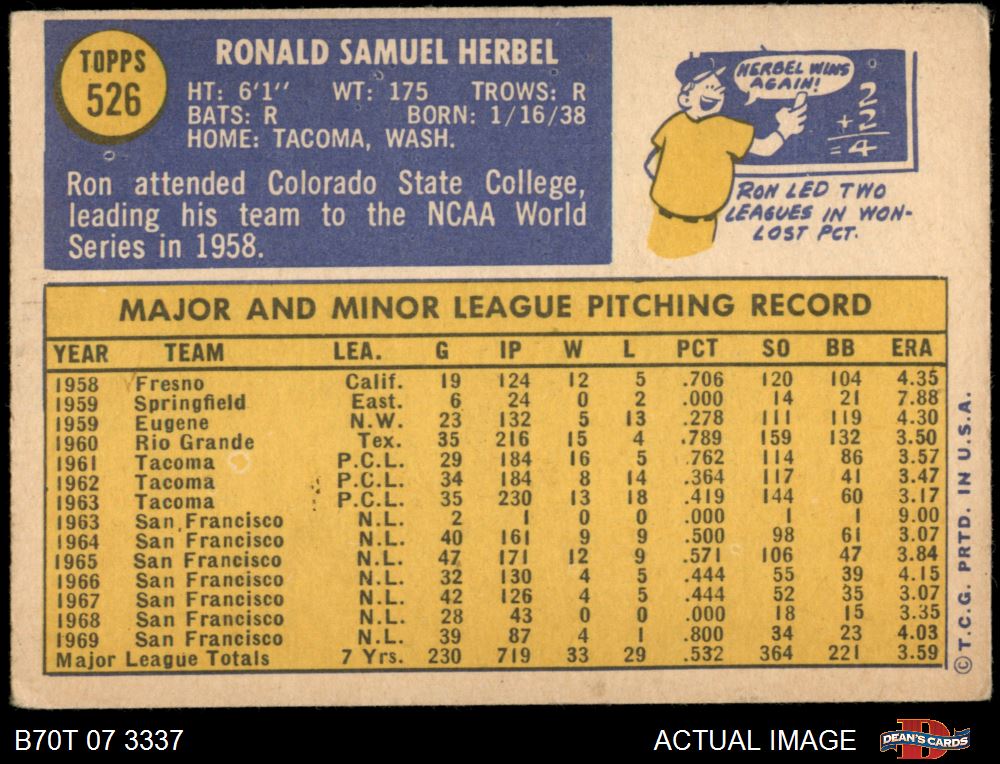 TOPPS
526
RONALD SAMUEL HERBEL
HT: 6'1'' WT: 175 TROWS: R
BATS: R BORN: 1/16/38
HOME: TACOMA, WASH.
Ron attended Colorado State College,
leading his team to the NCAA World
Series in 1958.
HERBEL WINS
AGAIN!
2
+2
=4
RON LED TWO
LEAGUES IN WON-
LOST PCT.
MAJOR AND MINOR LEAGUE PITCHING RECORD
YEAR TEAM LEA. G IP W L PCT SO BB ERA
1958 Fresno Calif. 19 124 12 5 .706 120 104 4.35
1959 Springfield East. 6 24 0 2 .000 14 21 7.88
1959 Eugene N.W. 23 132 5 13 .278 111 119 4.30
1960 Rio Grande Tex. 35 216 15 4 .789 159 132 3.50
1961 Tacoma P.C.L. 29 184 16 5 .762 114 86 3.57
1962 Tacoma P.C.L. 34 184 8 14 .364 117 41 3.47
1963 Tacoma P.C.L. 35 230 13 18 .419 144 60 3.17
1963 San Francisco N.L. 2 1 0 0 .000 1 1 9.00
1964 San Francisco N.L. 40 161 9 9 .500 98 61 3.07
1965 San Francisco N.L. 47 171 12 9 .571 106 47 3.84
1966 San Francisco N.L. 32 130 4 5 .444 55 39 4.15
1967 San Francisco N.L. 42 126 4 5 .444 52 35 3.07
1968 San Francisco N.L. 28 43 0 0 .000 18 15 3.35
1969 San Francisco N.L. 39 87 4 1 .800 34 23 4.03
Major League Totals 7 Yrs. 230 719 33 29 .532 364 221 3.59
©T.C.G. PRTD. IN U.S.A.
B70T 07 3337
ACTUAL IMAGE
D
DEAN'S CARDS